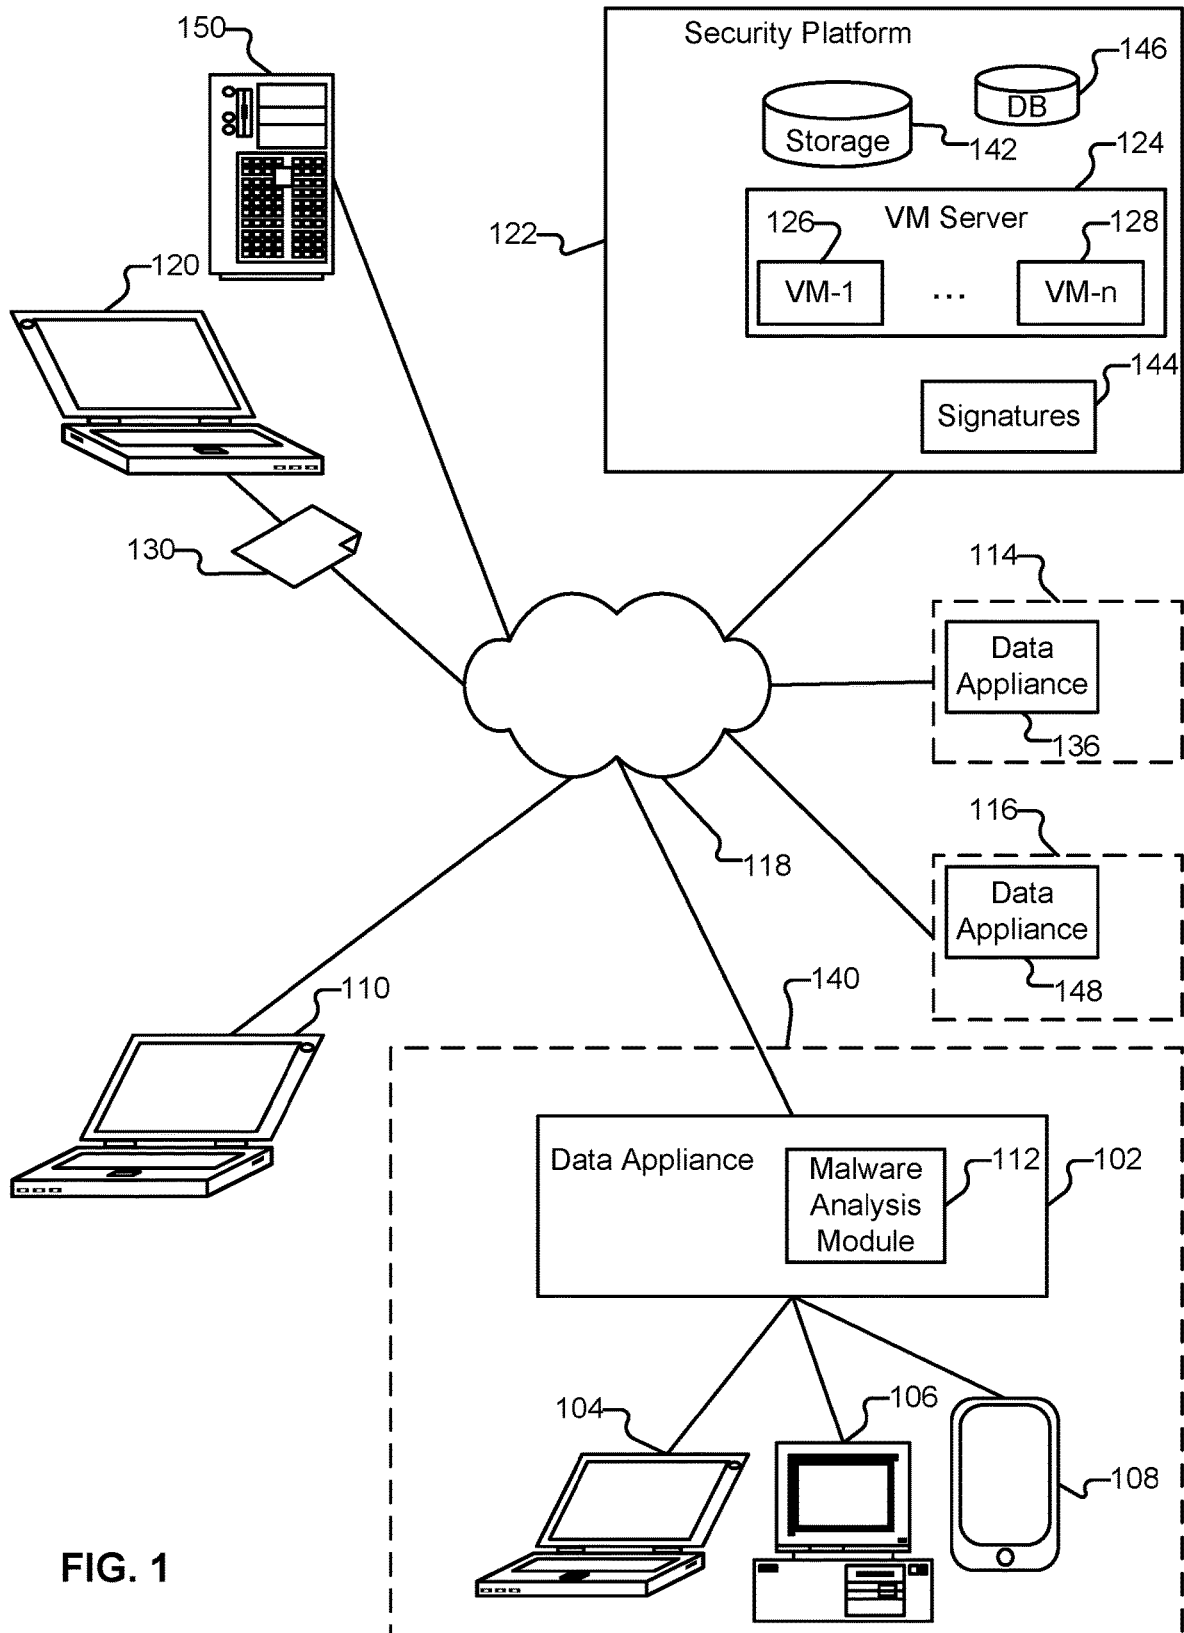 150
Security Platform
146
DB
Storage
142
124
VM Server
122
126
128
VM-1
...
VM-n
120
144
Signatures
130
114
Data
Appliance
136
116
Data
Appliance
148
118
140
110
Data Appliance
Malware
Analysis
Module
112
102
104
106
108
FIG. 1